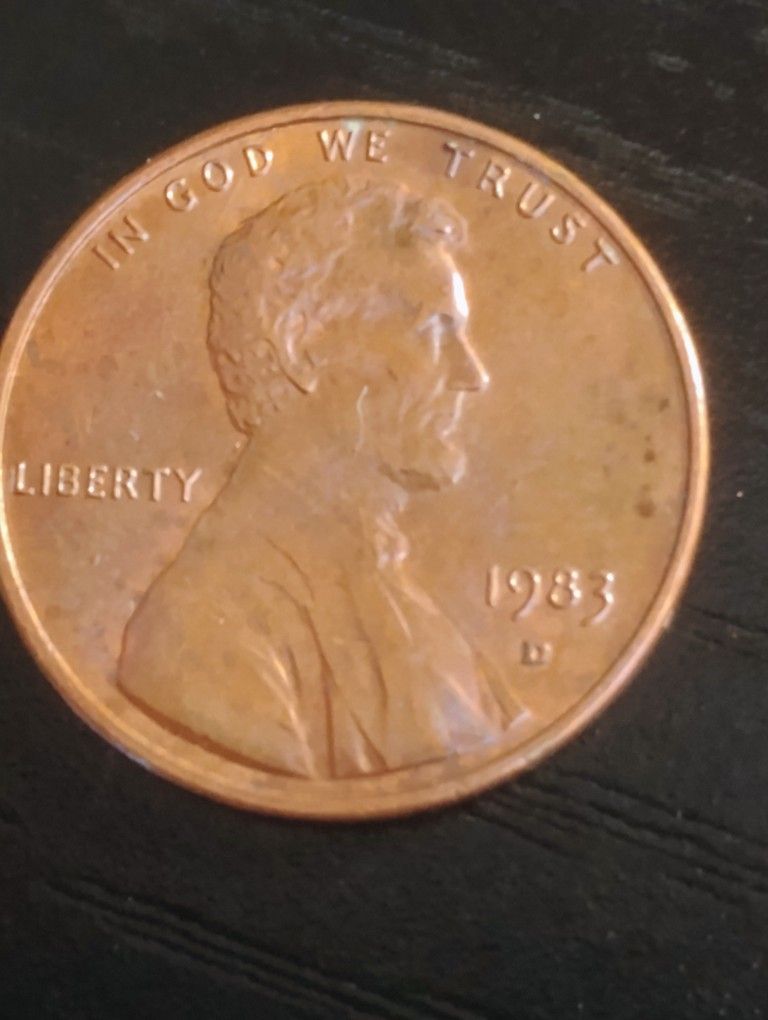 IN GOD WE TRUST
LIBERTY
1983
D